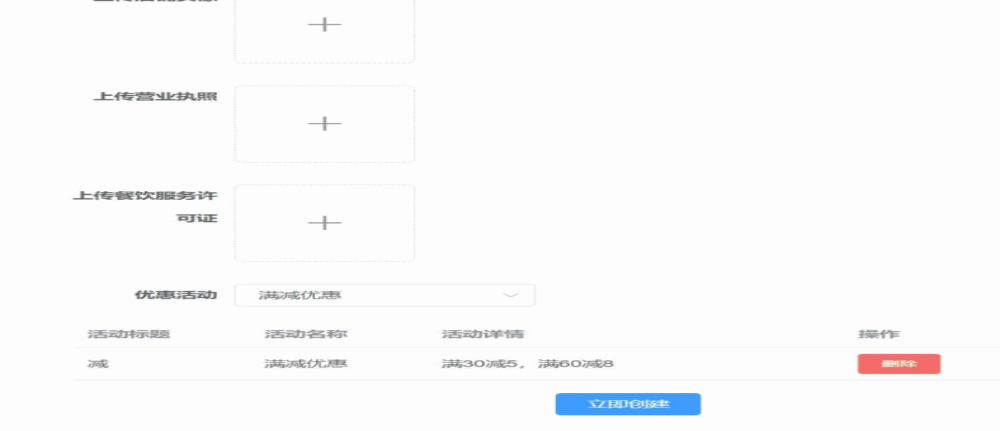 上传营业执照
上传餐饮服务许
可证
优惠活动 满减优惠
活动标题 活动名称 活动详情 操作
减 满减优惠 满30减5，满60减8 删除
立即创建